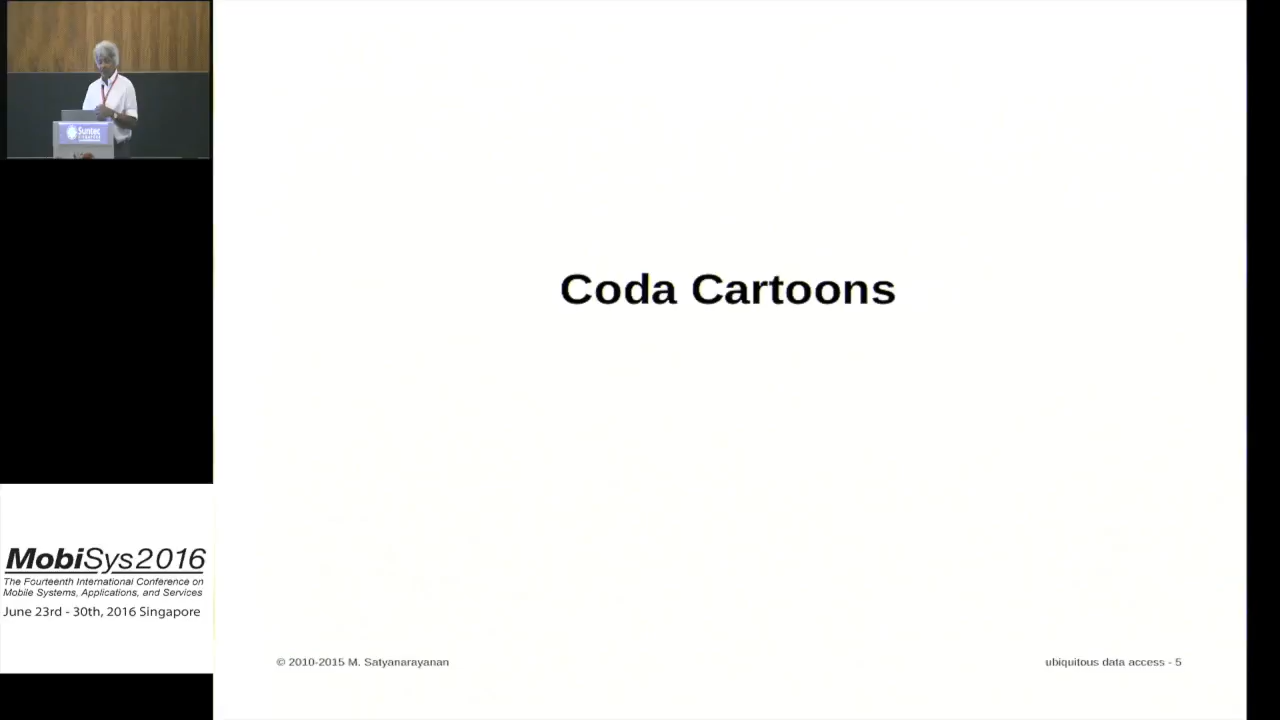 Suntec
Coda Cartoons
MobiSys2016
The Fourteenth International Conference on
Mobile Systems, Applications, and Services
June 23rd - 30th, 2016 Singapore
© 2010-2015 M. Satyanarayanan
ubiquitous data access - 5